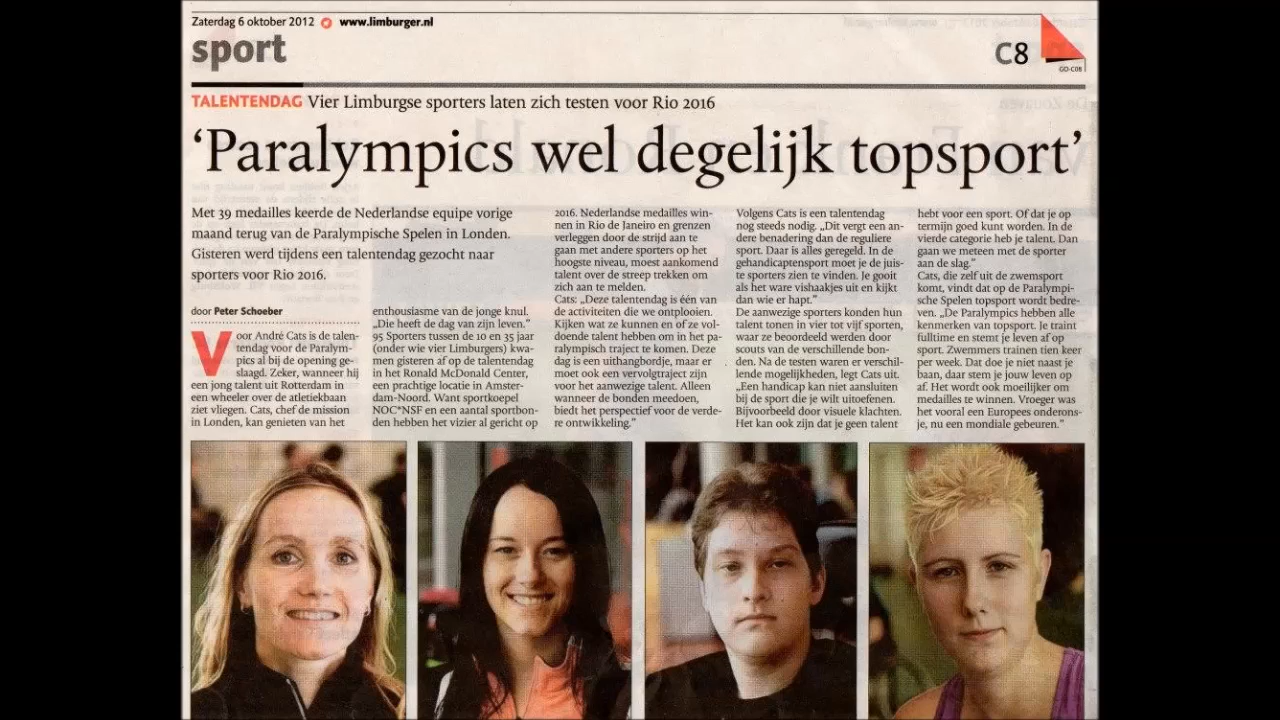 Zaterdag 6 oktober 2012 www.limburger.nl
sport
C8
GO-C08
TALENTENDAG Vier Limburgse sporters laten zich testen voor Rio 2016
‘Paralympics wel degelijk topsport’
Met 39 medailles keerde de Nederlandse equipe vorige
maand terug van de Paralympische Spelen in Londen.
Gisteren werd tijdens een talentendag gezocht naar
sporters voor Rio 2016.
door Peter Schoeber
Voor André Cats is de talen-
tendag voor de Paralym-
pics al bij de opening ge-
slaagd. Zeker, wanneer hij
een jong talent uit Rotterdam in
een wheeler over de atletiekbaan
ziet vliegen. Cats, chef de mission
in Londen, kan genieten van het
enthousiasme van de jonge knul.
„Die heeft de dag van zijn leven.”
95 Sporters tussen de 10 en 35 jaar
(onder wie vier Limburgers) kwa-
men gisteren af op de talentendag
in het Ronald McDonald Center,
een prachtige locatie in Amster-
dam-Noord. Want sportkoepel
NOC*NSF en een aantal sportbon-
den hebben het vizier al gericht op
2016. Nederlandse medailles win-
nen in Rio de Janeiro en grenzen
verleggen door de strijd aan te
gaan met andere sporters op het
hoogste niveau, moest aankomend
talent over de streep trekken om
zich aan te melden.
Cats: „Deze talentendag is één van
de activiteiten die we ontplooien.
Kijken wat ze kunnen en of ze vol-
doende talent hebben om in het pa-
ralympisch traject te komen. Deze
dag is een uithangbordje, maar er
moet ook een vervolgtraject zijn
voor het aanwezige talent. Alleen
wanneer de bonden meedoen,
biedt het perspectief voor de verde-
re ontwikkeling.”
Volgens Cats is een talentendag
nog steeds nodig. „Dit vergt een an-
dere benadering dan de reguliere
sport. Daar is alles geregeld. In de
gehandicaptensport moet je de juis-
te sporters zien te vinden. Je gooit
als het ware vishaakjes uit en kijkt
dan wie er hapt.”
De aanwezige sporters konden hun
talent tonen in vier tot vijf sporten,
waar ze beoordeeld werden door
scouts van de verschillende bon-
den. Na de testen waren er verschil-
lende mogelijkheden, legt Cats uit.
„Een handicap kan niet aansluiten
bij de sport die je wilt uitoefenen.
Bijvoorbeeld door visuele klachten.
Het kan ook zijn dat je geen talent
hebt voor een sport. Of dat je op
termijn goed kunt worden. In de
vierde categorie heb je talent. Dan
gaan we meteen met de sporter
aan de slag.”
Cats, die zelf uit de zwemsport
komt, vindt dat op de Paralympi-
sche Spelen topsport wordt bedre-
ven. „De Paralympics hebben alle
kenmerken van topsport. Je traint
fulltime en stemt je leven af op
sport. Zwemmers trainen tien keer
per week. Dat doe je niet naast je
baan, daar stem je jouw leven op
af. Het wordt ook moeilijker om
medailles te winnen. Vroeger was
het vooral een Europees onderons-
je, nu een mondiale gebeuren.”